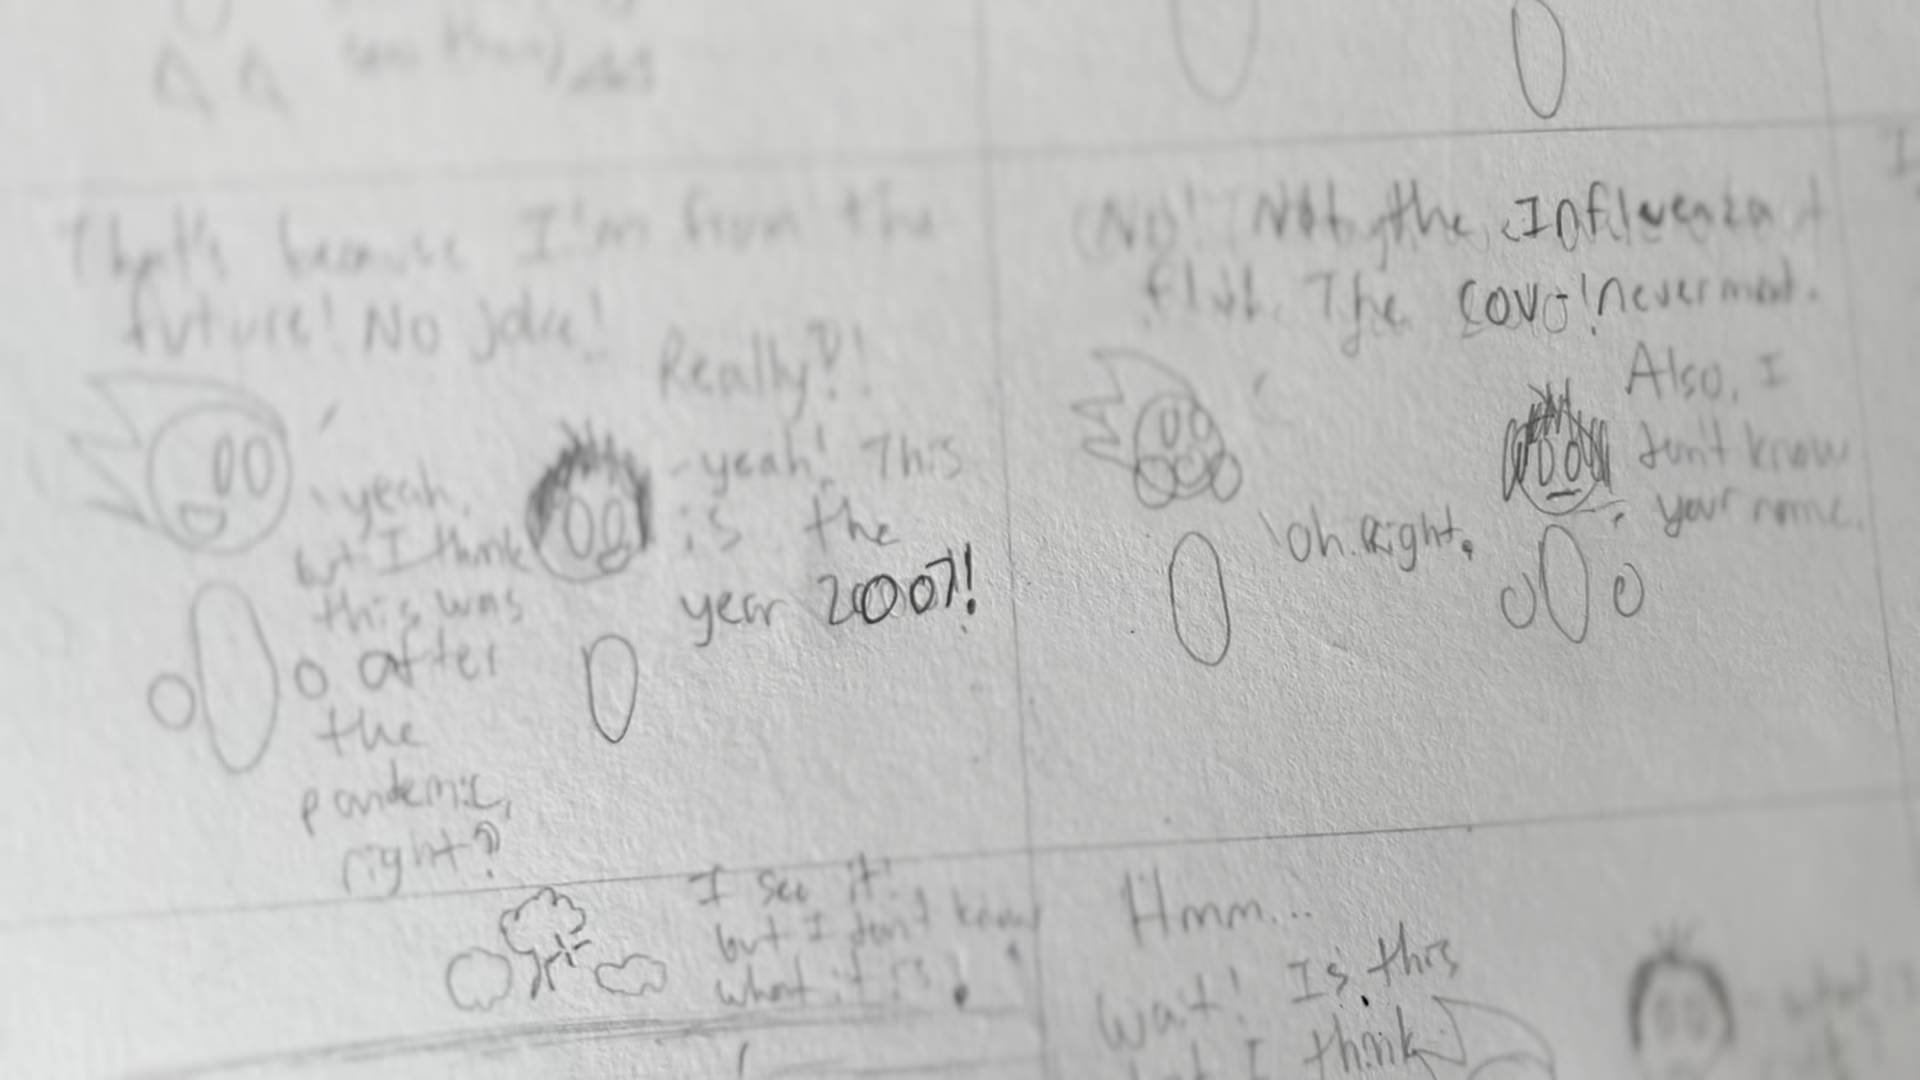 That's because I'm from the
future! No joke!
Really?!
yeah,
but I think
this was
after
the
pandemic,
right?
yeah! This
is the
year 2007!
(No! Not the Influenza
flu. The COVO! nevermind.
Also, I
don't know
your name.
oh. Right.
I see it!
but I don't know
what it is!
Hmm...
wait! Is this
I think